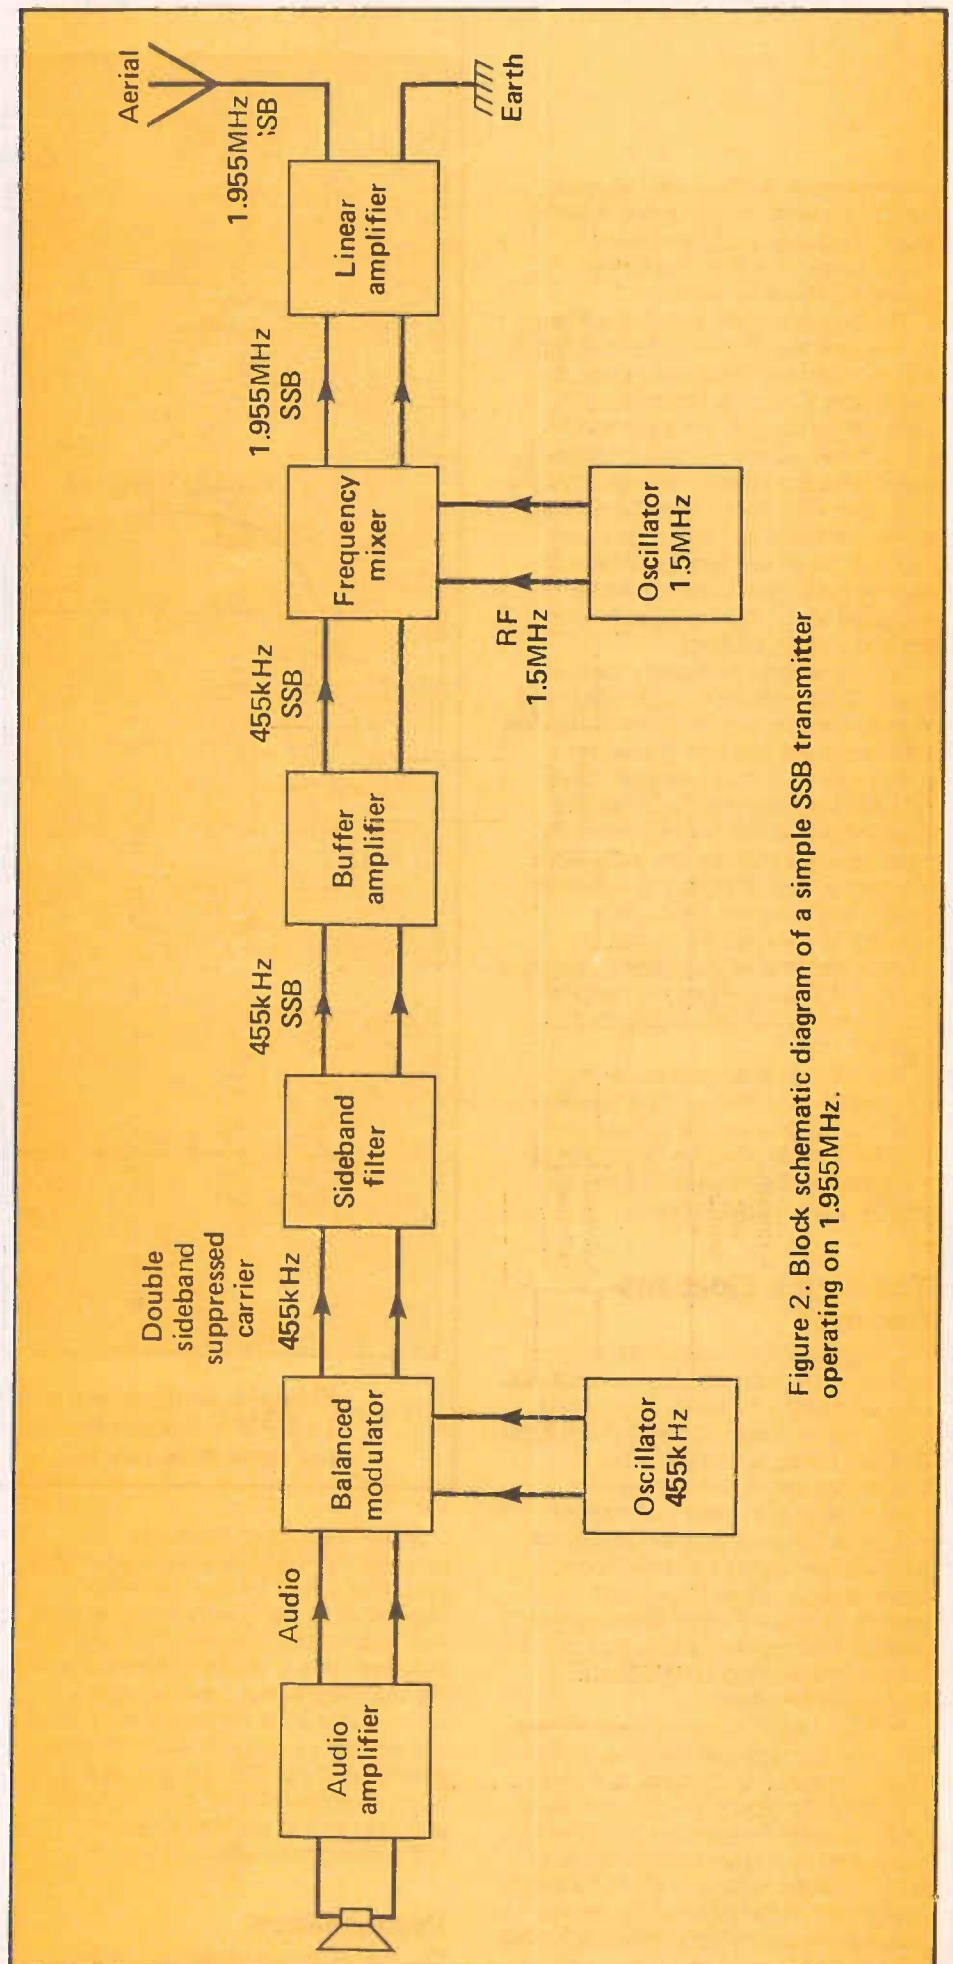 Audio
amplifier
Audio
Balanced
modulator
Oscillator
455kHz
Double
sideband
suppressed
carrier
455kHz
Sideband
filter
455kHz
SSB
Buffer
amplifier
455kHz
SSB
Frequency
mixer
RF
1.5MHz
Oscillator
1.5MHz
1.955MHz
SSB
Linear
amplifier
1.955MHz
SSB
Aerial
Earth
Figure 2. Block schematic diagram of a simple SSB transmitter
operating on 1.955MHz.